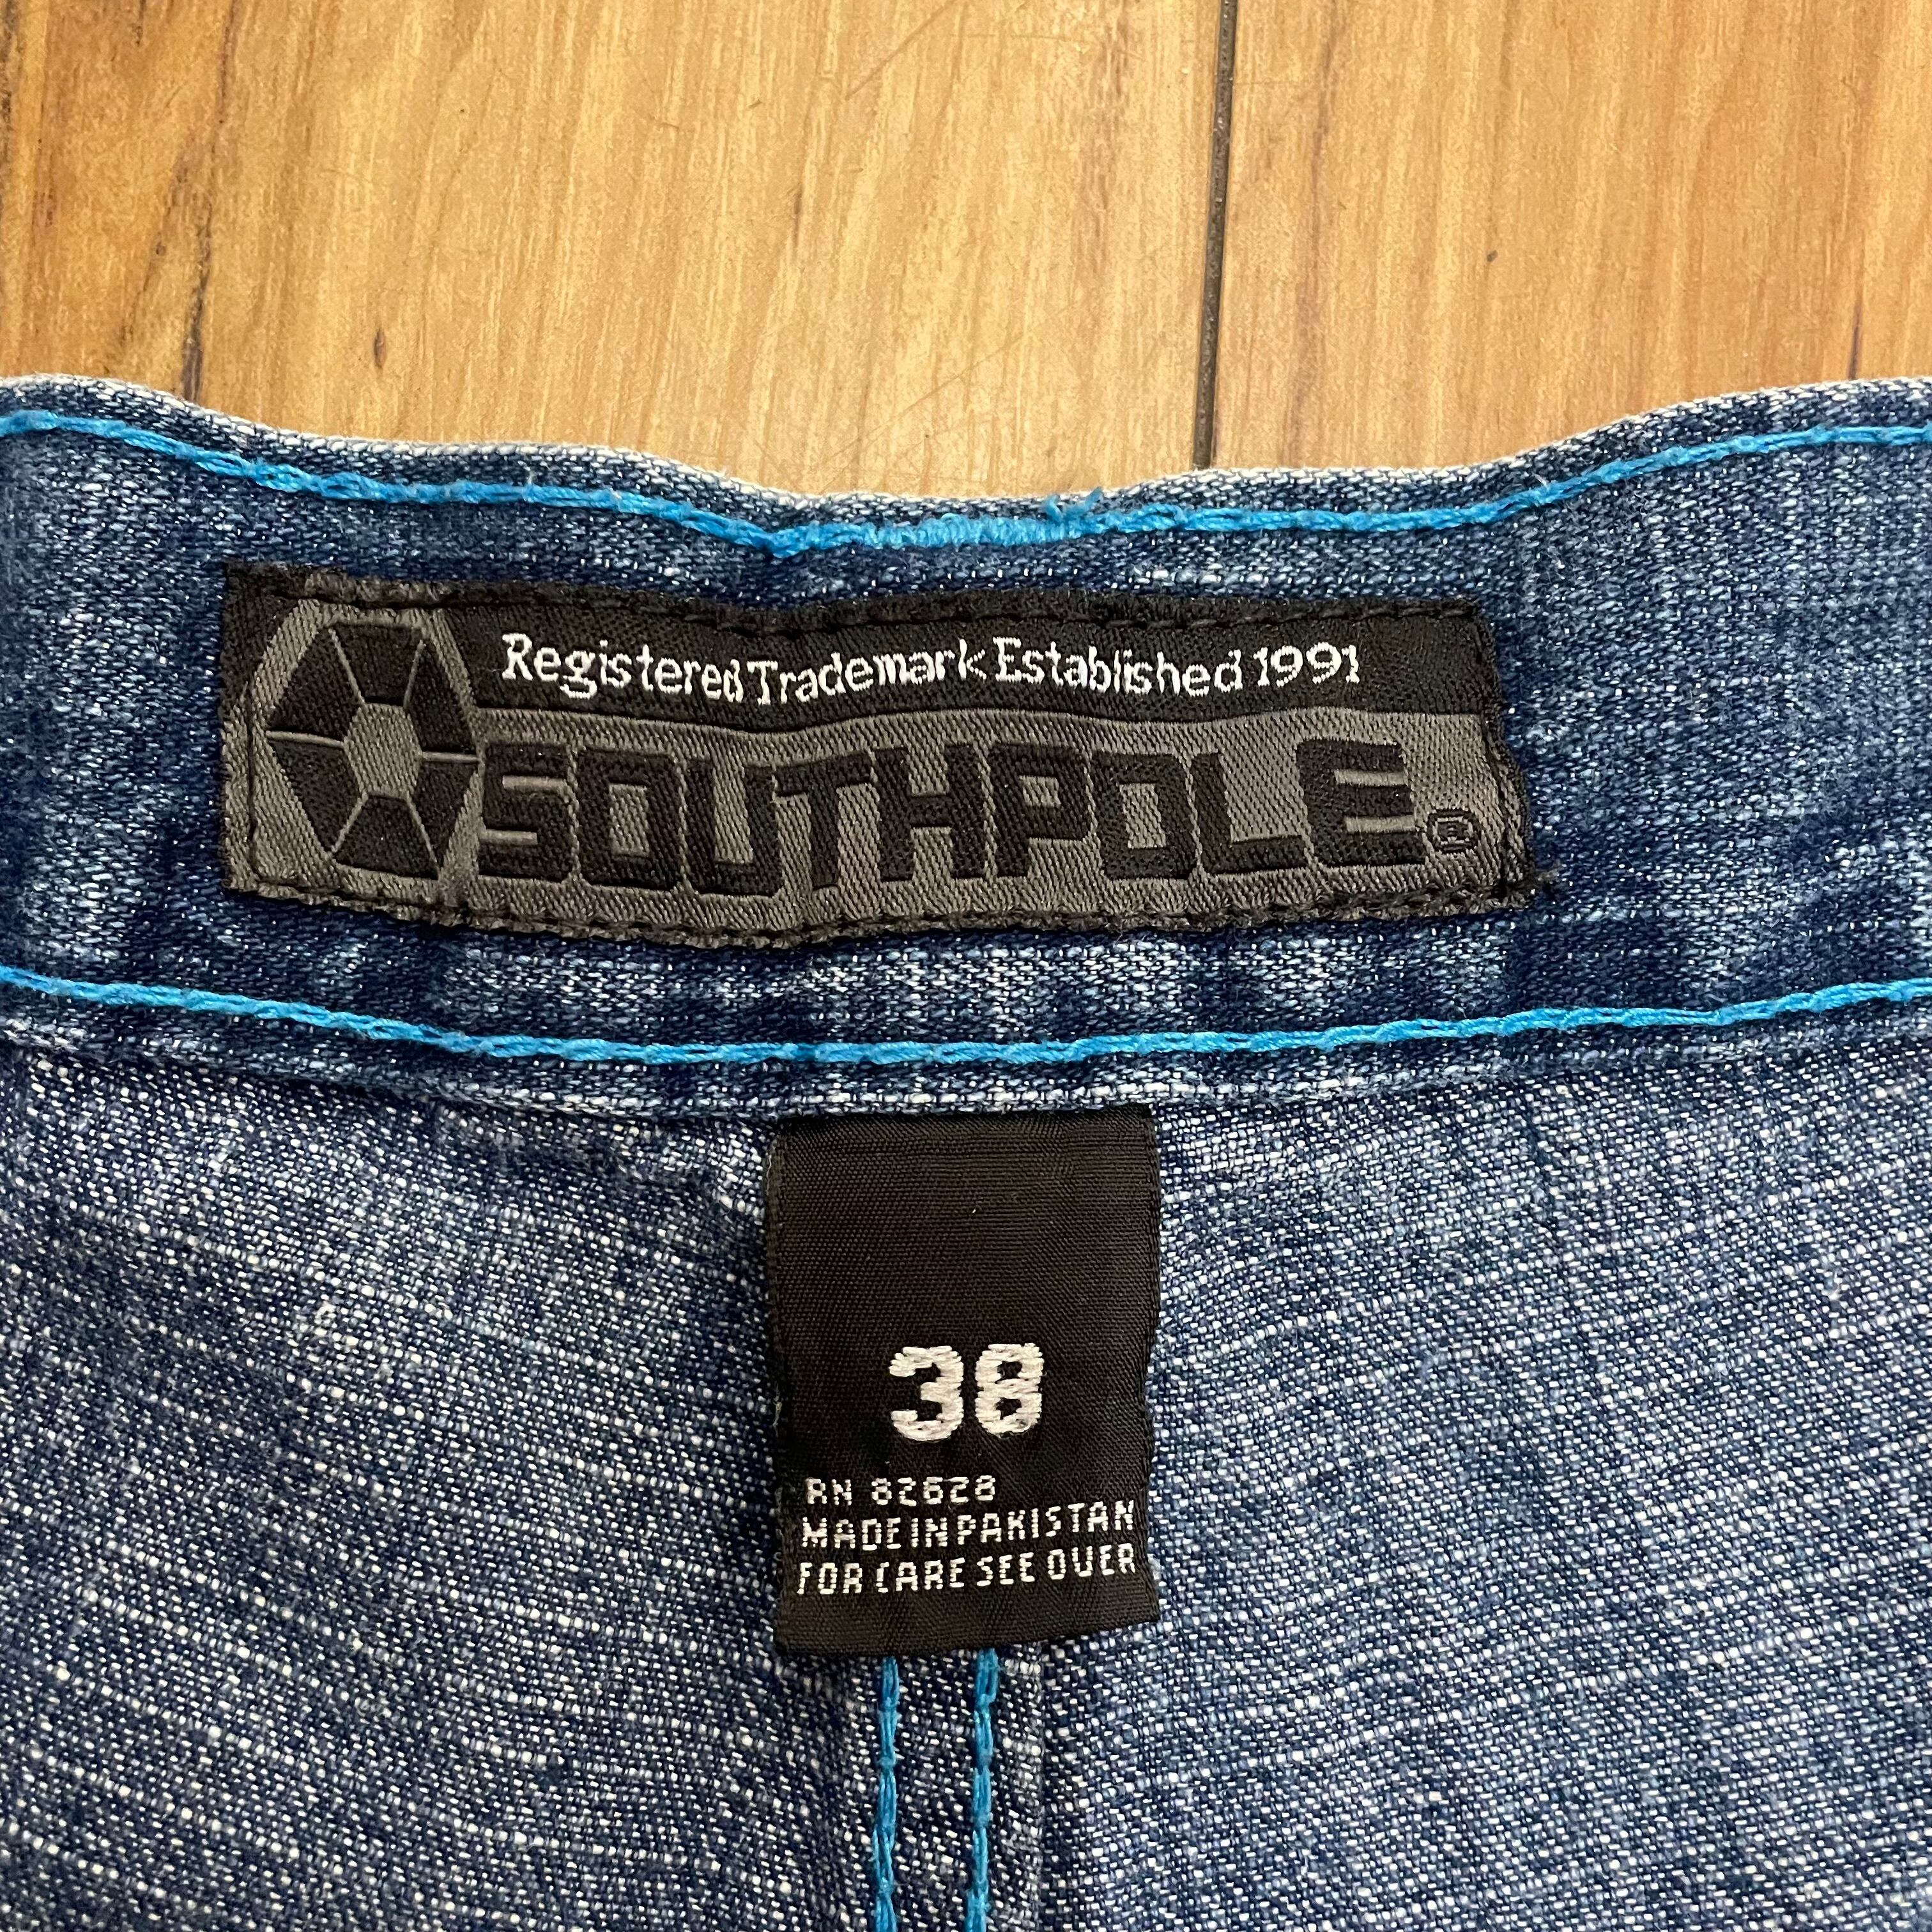 Registered Trademark Established 1991
SOUTHPOLE®
38
RN 82628
MADE IN PAKISTAN
FOR CARE SEE OVER